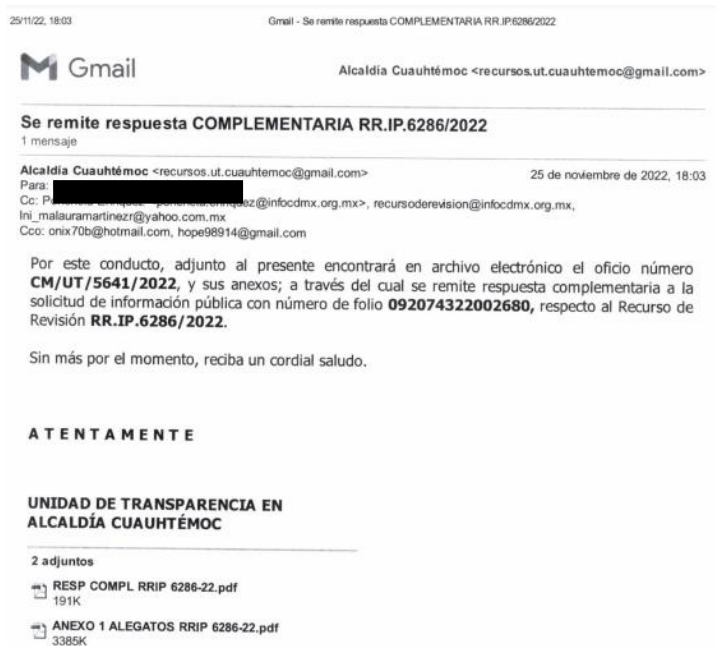 25/11/22, 18:03 Gmail - Se remite respuesta COMPLEMENTARIA RR.IP.6286/2022
Gmail Alcaldía Cuauhtémoc <recursos.ut.cuauhtemoc@gmail.com>
Se remite respuesta COMPLEMENTARIA RR.IP.6286/2022
1 mensaje
Alcaldía Cuauhtémoc <recursos.ut.cuauhtemoc@gmail.com> 25 de noviembre de 2022, 18:03
Para:
Cc: @infocdmx.org.mx>, recursoderevision@infocdmx.org.mx,
lni_malauramartinezr@yahoo.com.mx
Cco: onix70b@hotmail.com, hope98914@gmail.com
Por este conducto, adjunto al presente encontrará en archivo electrónico el oficio número
CM/UT/5641/2022, y sus anexos; a través del cual se remite respuesta complementaria a la
solicitud de información pública con número de folio 092074322002680, respecto al Recurso de
Revisión RR.IP.6286/2022.
Sin más por el momento, reciba un cordial saludo.
A T E N T A M E N T E
UNIDAD DE TRANSPARENCIA EN
ALCALDÍA CUAUHTÉMOC
2 adjuntos
RESP COMPL RRIP 6286-22.pdf
191K
ANEXO 1 ALEGATOS RRIP 6286-22.pdf
3385K